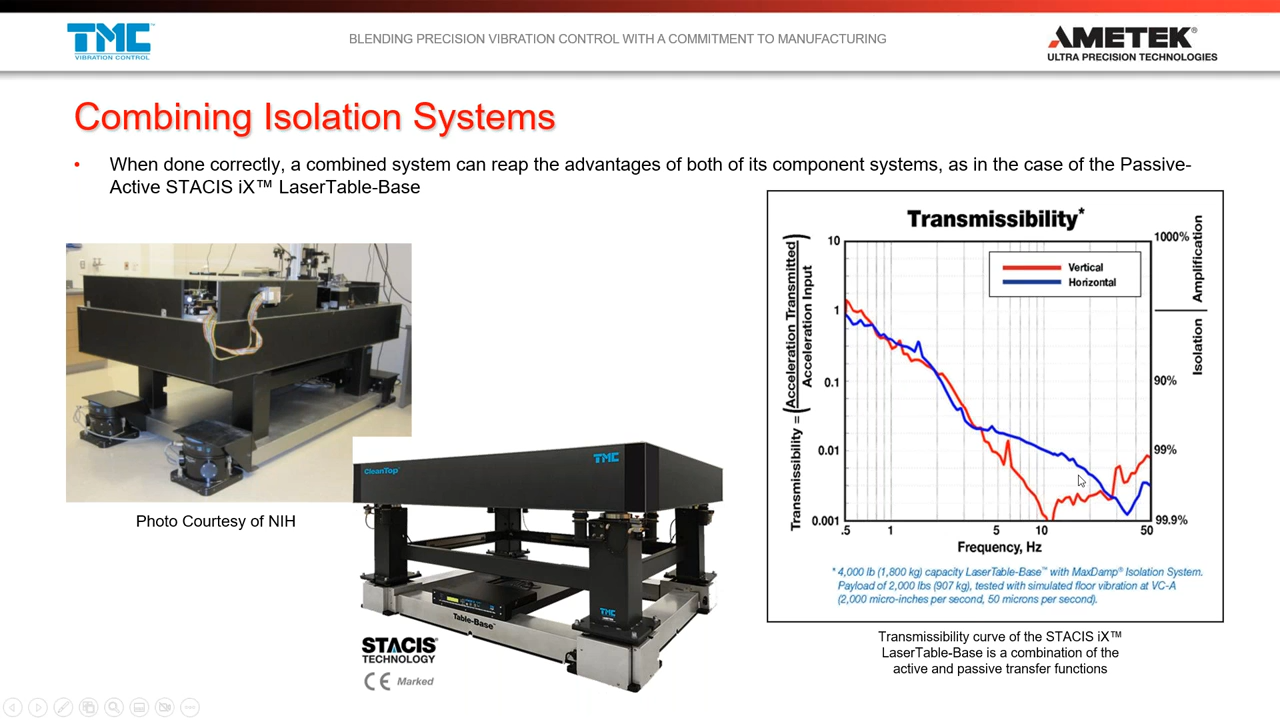 TMC™
VIBRATION CONTROL
BLENDING PRECISION VIBRATION CONTROL WITH A COMMITMENT TO MANUFACTURING
AMETEK®
ULTRA PRECISION TECHNOLOGIES
Combining Isolation Systems
• When done correctly, a combined system can reap the advantages of both of its component systems, as in the case of the Passive-
Active STACIS iX™ LaserTable-Base
Photo Courtesy of NIH
CleanTop®
TMC
TMC
Table-Base™
STACIS®
TECHNOLOGY
CE Marked
Transmissibility*
Transmissibility = (Acceleration Transmitted
Acceleration Input)
10
1
0.1
0.01
0.001
Vertical
Horizontal
1000%
90%
99%
99.9%
Amplification
Isolation
.5 1 5 10 50
Frequency, Hz
* 4,000 lb (1,800 kg) capacity LaserTable-Base™ with MaxDamp® Isolation System.
Payload of 2,000 lbs (907 kg), tested with simulated floor vibration at VC-A
(2,000 micro-inches per second, 50 microns per second).
Transmissibility curve of the STACIS iX™
LaserTable-Base is a combination of the
active and passive transfer functions